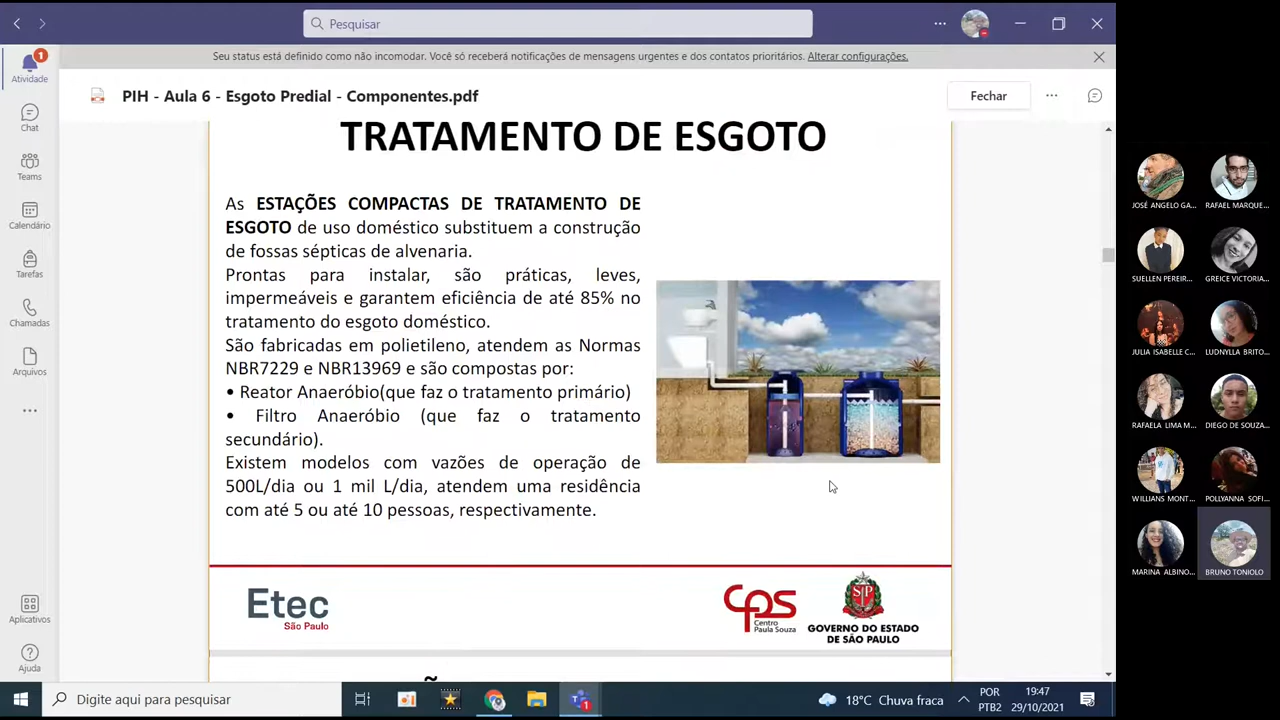 Pesquisar
Seu status está definido como não incomodar. Você só receberá notificações de mensagens urgentes e dos contatos prioritários. Alterar configurações.
1
Atividade
Chat
Teams
Calendário
Tarefas
Chamadas
Arquivos
Aplicativos
Ajuda
PIH - Aula 6 - Esgoto Predial - Componentes.pdf
Fechar
TRATAMENTO DE ESGOTO
As ESTAÇÕES COMPACTAS DE TRATAMENTO DE
ESGOTO de uso doméstico substituem a construção
de fossas sépticas de alvenaria.
Prontas para instalar, são práticas, leves,
impermeáveis e garantem eficiência de até 85% no
tratamento do esgoto doméstico.
São fabricadas em polietileno, atendem as Normas
NBR7229 e NBR13969 e são compostas por:
• Reator Anaeróbio(que faz o tratamento primário)
• Filtro Anaeróbio (que faz o tratamento
secundário).
Existem modelos com vazões de operação de
500L/dia ou 1 mil L/dia, atendem uma residência
com até 5 ou até 10 pessoas, respectivamente.
Etec
São Paulo
CPS
Centro
Paula Souza
SP
GOVERNO DO ESTADO
DE SÃO PAULO
JOSÉ ANGELO GA...
RAFAEL MARQUE...
SUELLEN PEREIR...
GREICE VICTORIA...
JULIA ISABELLE C...
LUDNYLLA BRITO...
RAFAELA LIMA M...
DIEGO DE SOUZA...
WILLIANS MONT...
POLLYANNA SOFI...
MARINA ALBINO...
BRUNO TONIOLO
Digite aqui para pesquisar
1
18°C Chuva fraca
POR
PTB2
19:47
29/10/2021